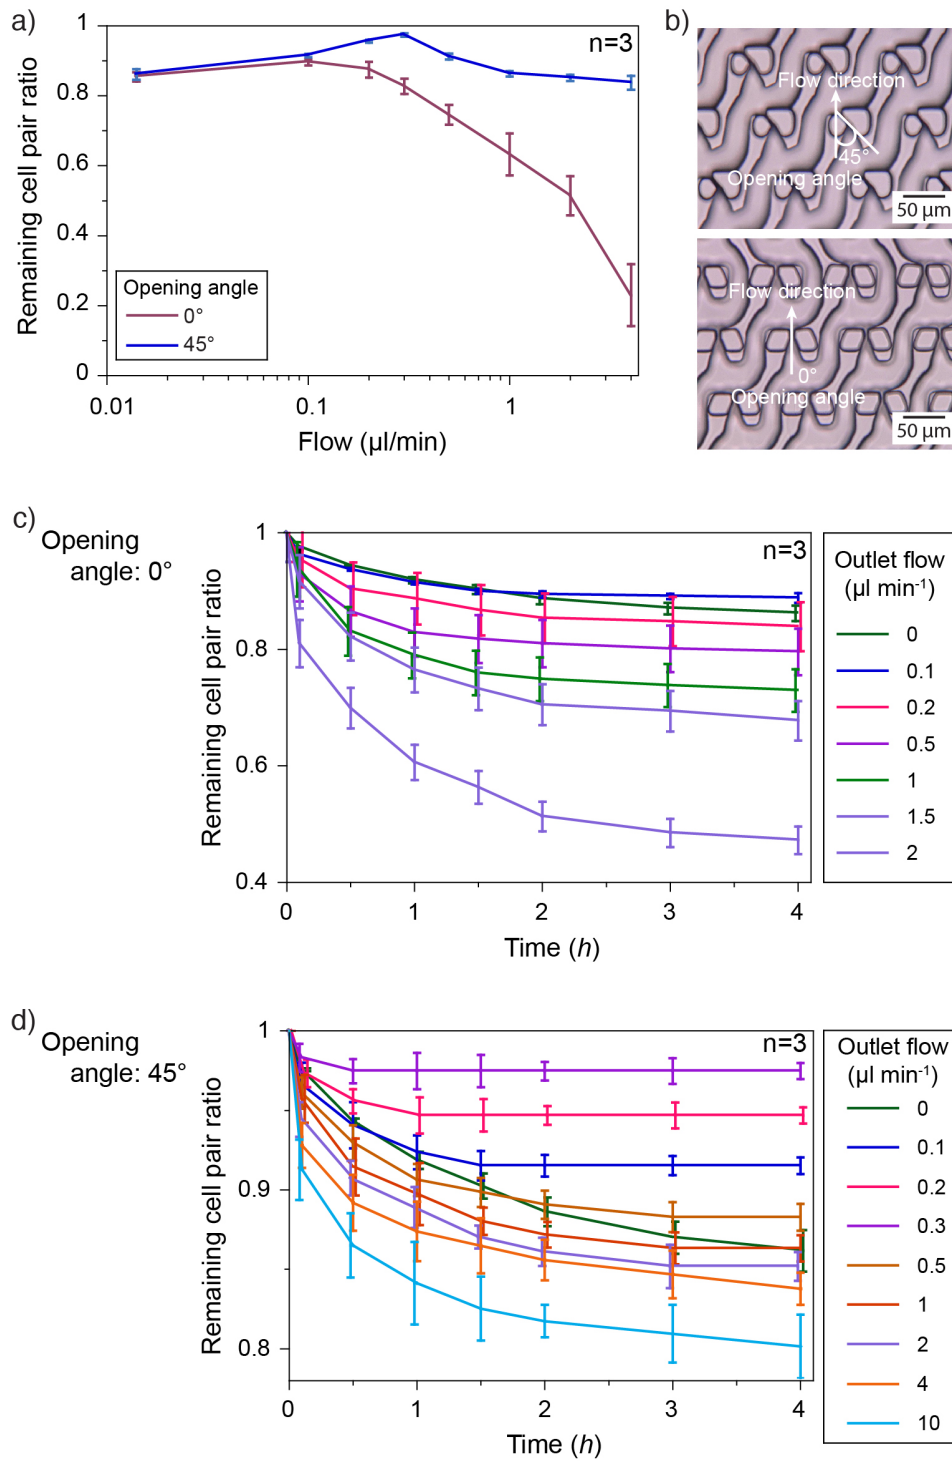 a)
1
0.8
0.6
0.4
0.2
0
Remaining cell pair ratio
n=3
Opening angle
0°
45°
0.01
0.1
1
Flow (µl/min)
b)
Flow direction
45°
Opening angle
50 µm
Flow direction
0°
Opening angle
50 µm
c)
Opening
angle: 0°
1
0.8
0.6
0.4
Remaining cell pair ratio
n=3
0
1
2
3
4
Time (h)
Outlet flow
(µl min⁻¹)
0
0.1
0.2
0.5
1
1.5
2
d)
Opening
angle: 45°
1
0.9
0.8
Remaining cell pair ratio
n=3
0
1
2
3
4
Time (h)
Outlet flow
(µl min⁻¹)
0
0.1
0.2
0.3
0.5
1
2
4
10